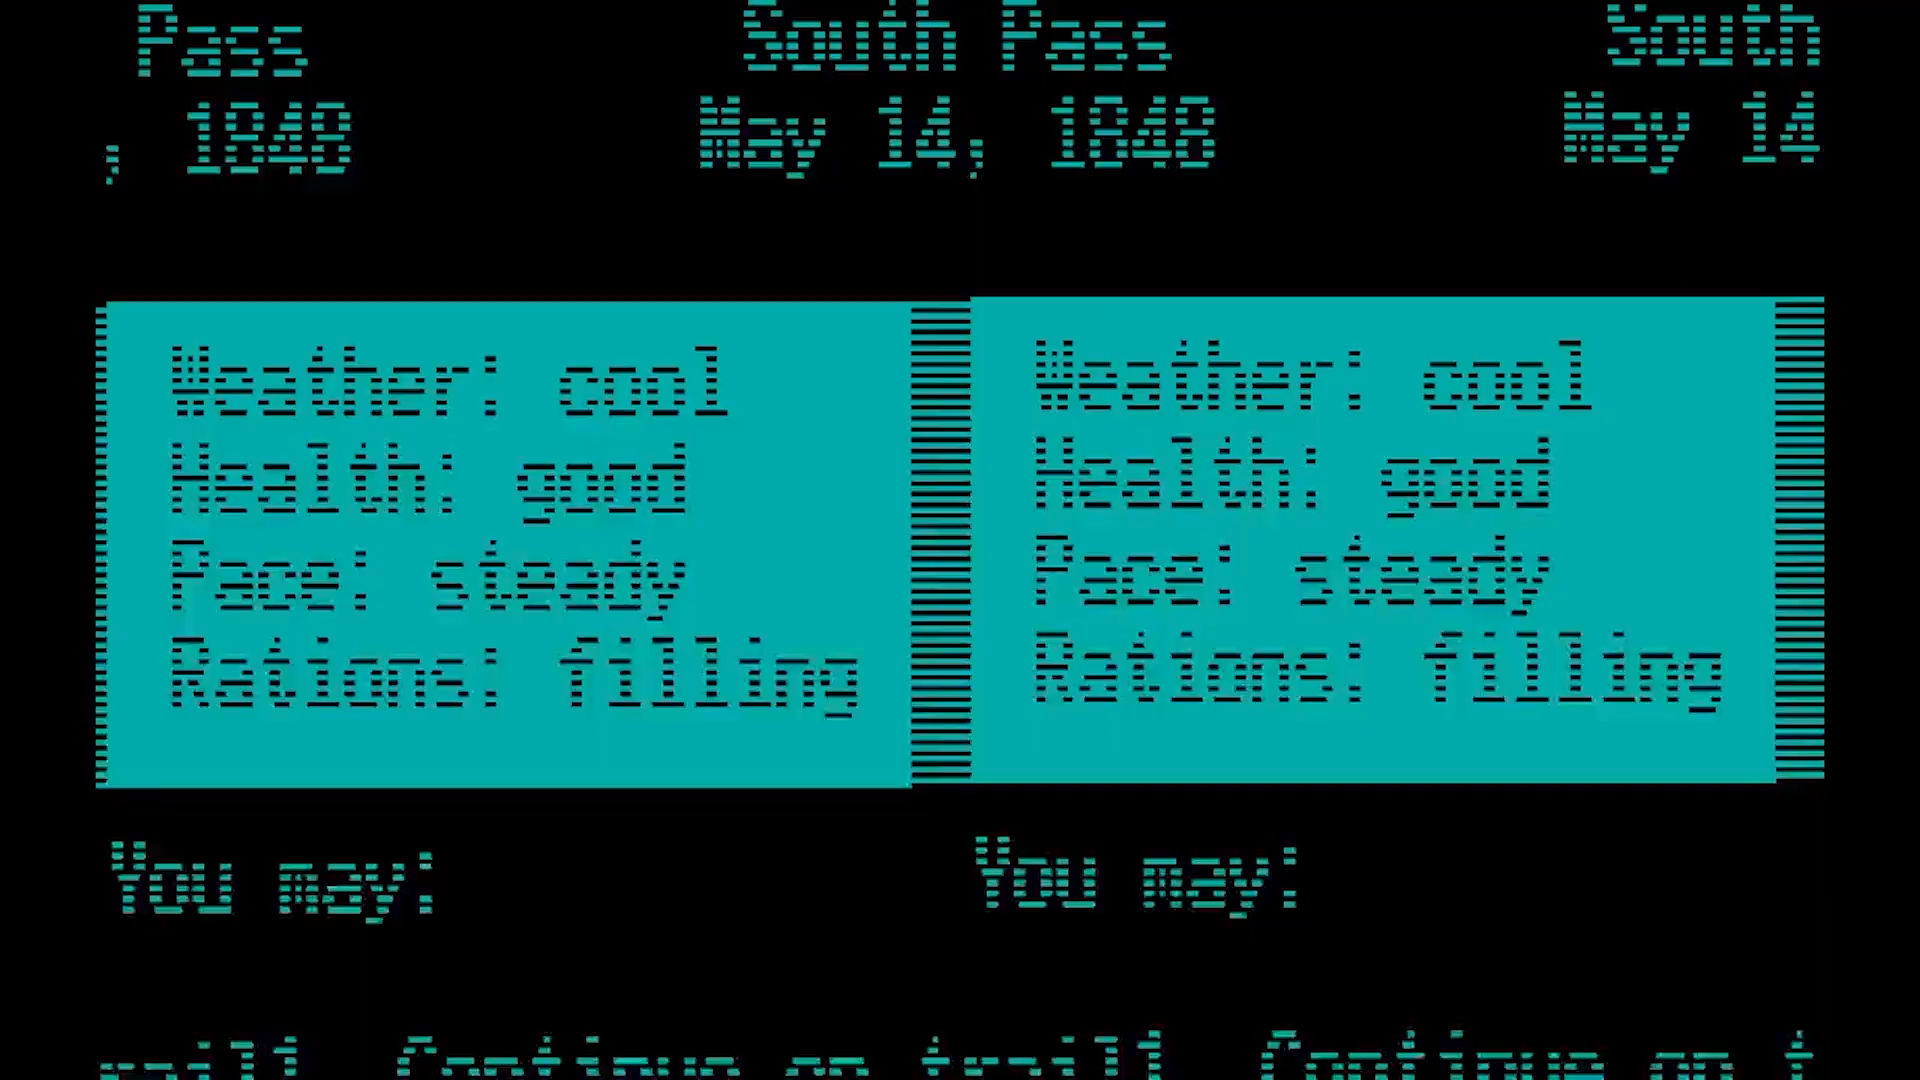 Pass South Pass South
, 1848 May 14, 1848 May 14
Weather: cool Weather: cool
Health: good Health: good
Pace: steady Pace: steady
Rations: filling Rations: filling
You may: You may:
rail Continue on trail Continue on t